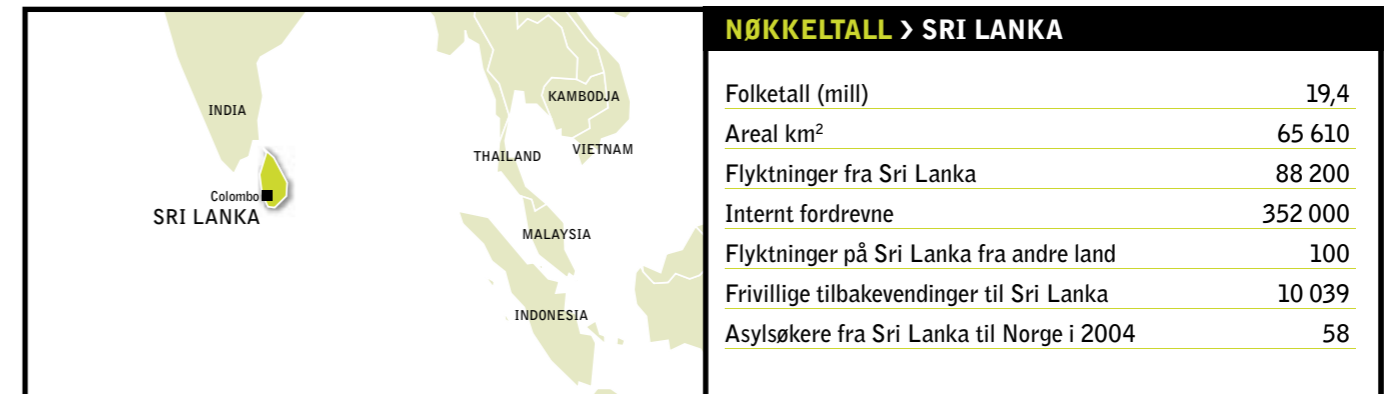 INDIA
KAMBODJA
THAILAND
VIETNAM
Colombo
SRI LANKA
MALAYSIA
INDONESIA
NØKKELTALL › SRI LANKA
Folketall (mill) 19,4
Areal km² 65 610
Flyktninger fra Sri Lanka 88 200
Internt fordrevne 352 000
Flyktninger på Sri Lanka fra andre land 100
Frivillige tilbakevendinger til Sri Lanka 10 039
Asylsøkere fra Sri Lanka til Norge i 2004 58